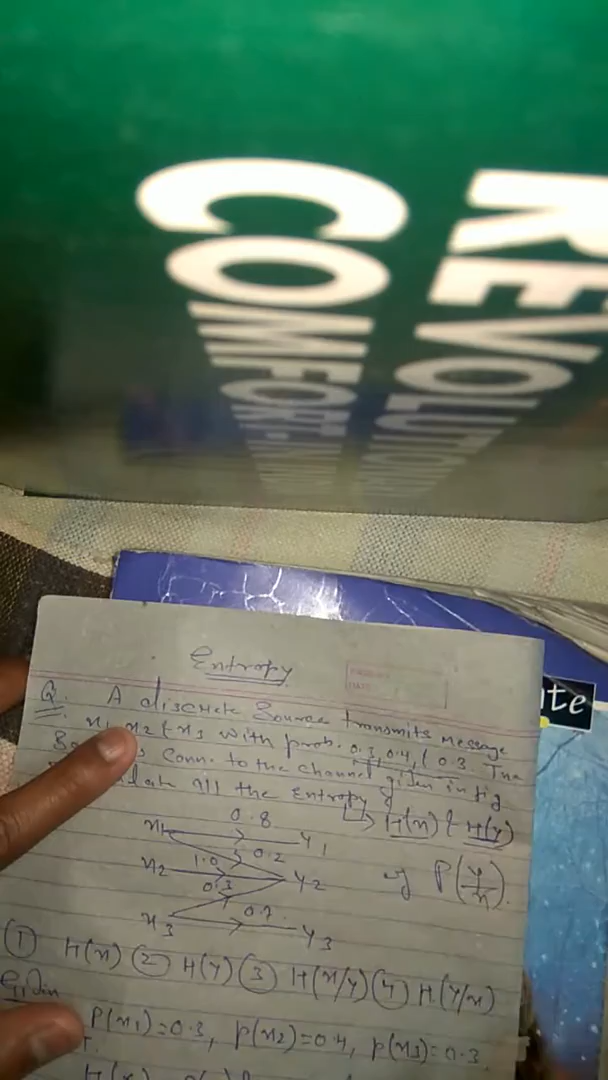 REVOLUTION
COMFORT
te
Entropy
Q. A discrete Source transmits message
x1, x2 & x3 with prob. 0.3, 0.4, & 0.3. The
conn. to the channel given in fig
all the Entropy
→ H(x) & H(y)
x1 0.8 y1
0.2
x2 1.0 y2
0.3
x3 0.7 y3
of P(y/x).
① H(x) ② H(y) ③ H(x/y) ④ H(y/x)
Given
P(x1)=0.3, p(x2)=0.4, p(x3)=0.3.